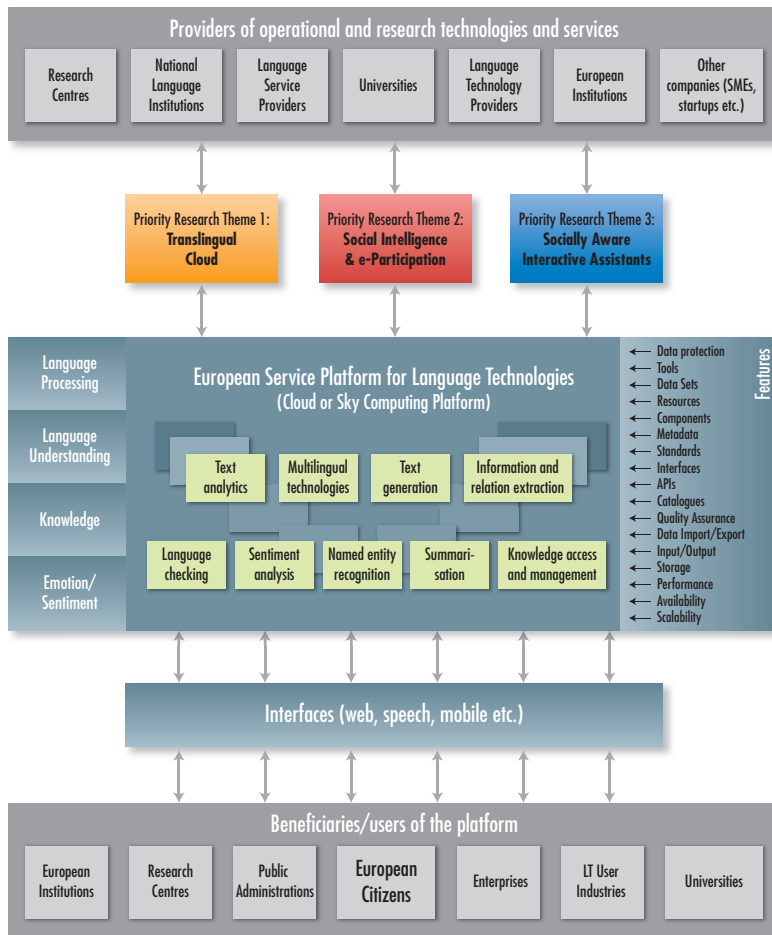 Providers of operational and research technologies and services
Research
Centres
National
Language
Institutions
Language
Service
Providers
Universities
Language
Technology
Providers
European
Institutions
Other
companies (SMEs,
startups etc.)
Priority Research Theme 1:
Translingual
Cloud
Priority Research Theme 2:
Social Intelligence
& e-Participation
Priority Research Theme 3:
Socially Aware
Interactive Assistants
Language
Processing
Language
Understanding
Knowledge
Emotion/
Sentiment
European Service Platform for Language Technologies
(Cloud or Sky Computing Platform)
Text
analytics
Multilingual
technologies
Text
generation
Information and
relation extraction
Language
checking
Sentiment
analysis
Named entity
recognition
Summari-
sation
Knowledge access
and management
Features
Data protection
Tools
Data Sets
Resources
Components
Metadata
Standards
Interfaces
APIs
Catalogues
Quality Assurance
Data Import/Export
Input/Output
Storage
Performance
Availability
Scalability
Interfaces (web, speech, mobile etc.)
Beneficiaries/users of the platform
European
Institutions
Research
Centres
Public
Administrations
European
Citizens
Enterprises
LT User
Industries
Universities